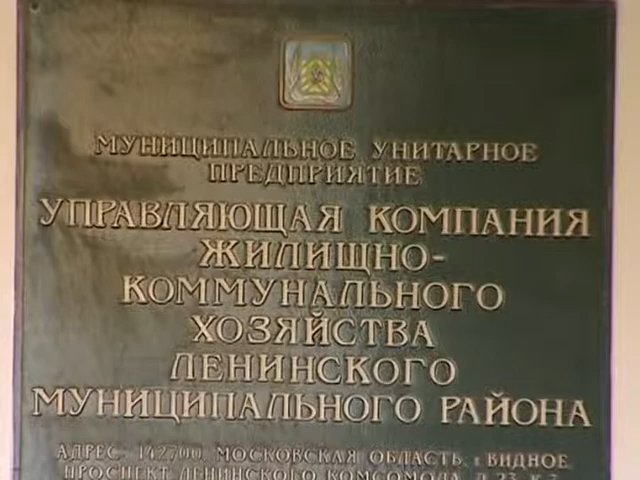 МУНИЦИПАЛЬНОЕ УНИТАРНОЕ
ПРЕДПРИЯТИЕ
УПРАВЛЯЮЩАЯ КОМПАНИЯ
ЖИЛИЩНО-
КОММУНАЛЬНОГО
ХОЗЯЙСТВА
ЛЕНИНСКОГО
МУНИЦИПАЛЬНОГО РАЙОНА
АДРЕС: 142700, МОСКОВСКАЯ ОБЛАСТЬ, г. ВИДНОЕ
ПРОСПЕКТ ЛЕНИНСКОГО КОМСОМОЛА, д. 23, к.